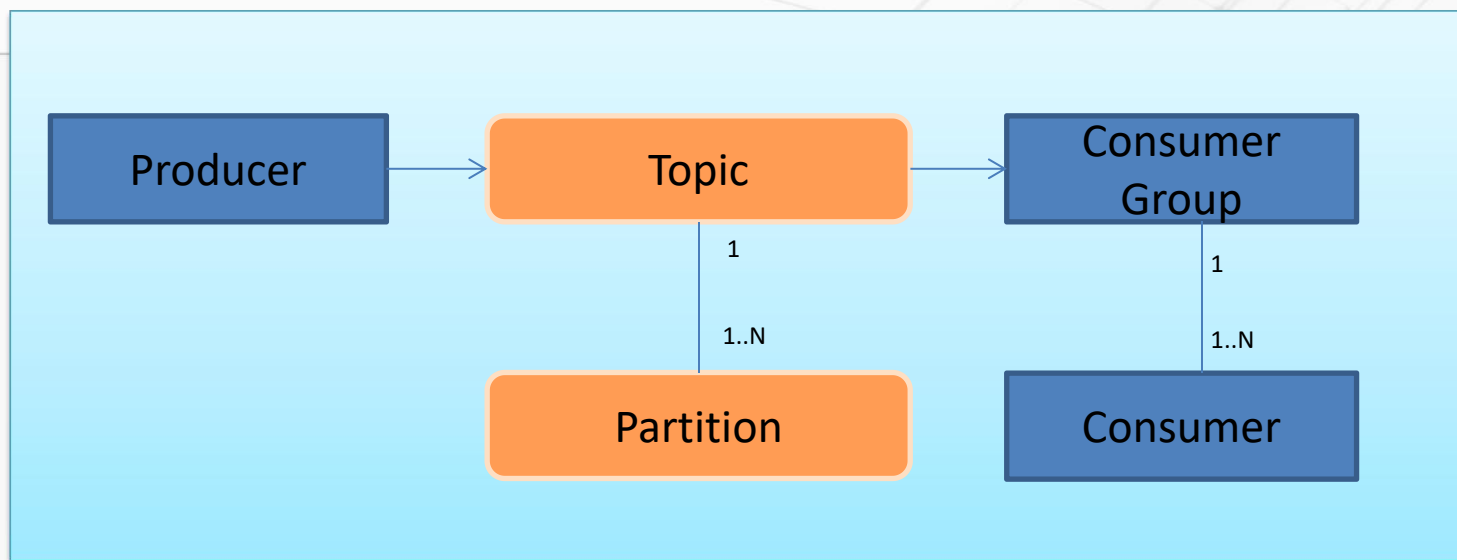 Producer
Topic
Consumer
Group
1
1
1..N
1..N
Partition
Consumer